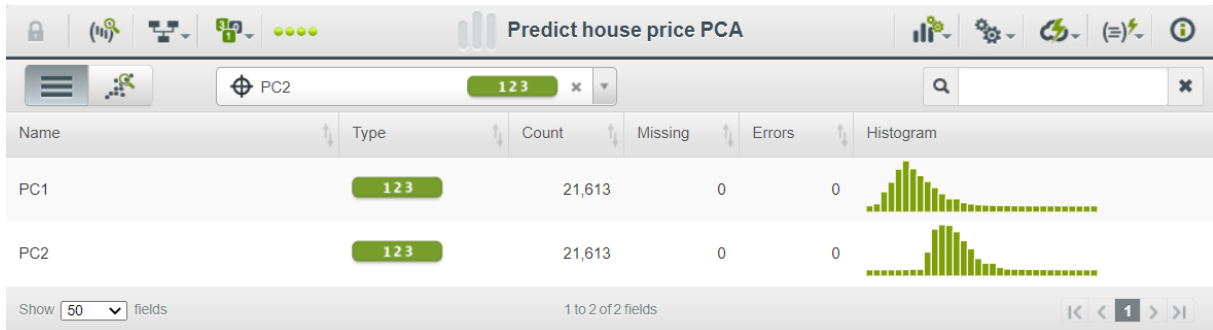 Predict house price PCA
PC2 123
Name Type Count Missing Errors Histogram
PC1 123 21,613 0 0
PC2 123 21,613 0 0
Show 50 fields 1 to 2 of 2 fields 1